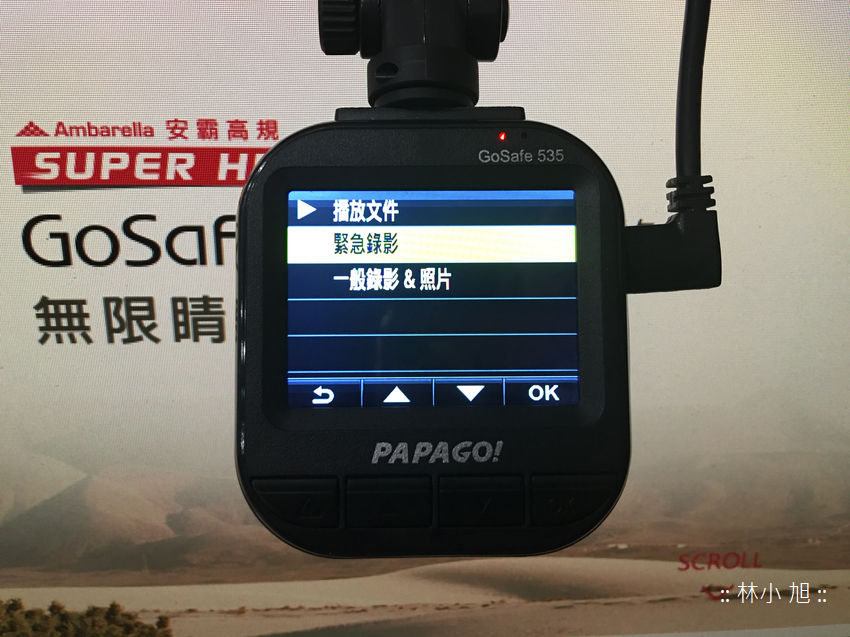 Ambarella 安霸高規
SUPER H
GoSaf
無限睛
GoSafe 535
播放文件
緊急錄影
一般錄影 & 照片
OK
PAPAGO!
SCROLL
:: 林小旭 ::